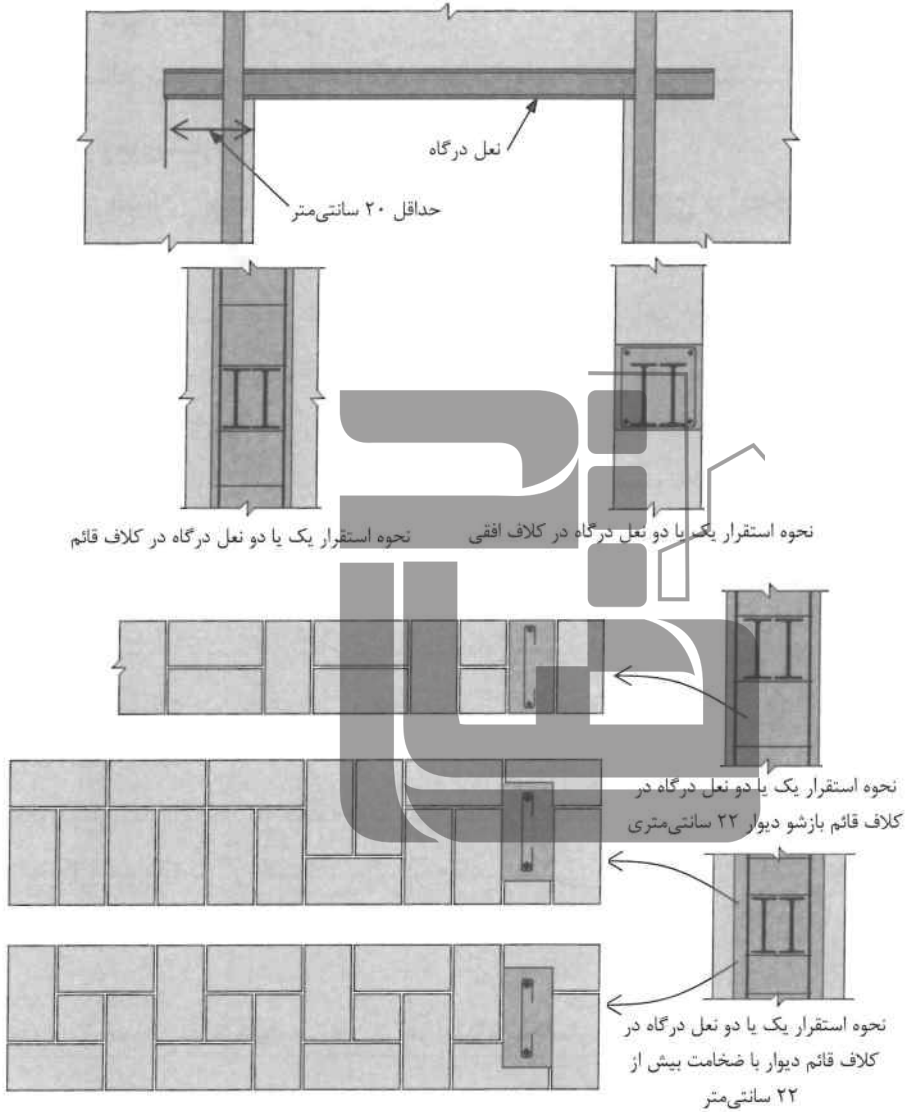 نعل درگاه
حداقل ۲۰ سانتی‌متر
نحوه استقرار یک یا دو نعل درگاه در کلاف افقی
نحوه استقرار یک یا دو نعل درگاه در کلاف قائم
نحوه استقرار یک یا دو نعل درگاه در
کلاف قائم بازشو دیوار ۲۲ سانتی‌متری
نحوه استقرار یک یا دو نعل درگاه در
کلاف قائم دیوار با ضخامت بیش از
۲۲ سانتی‌متر